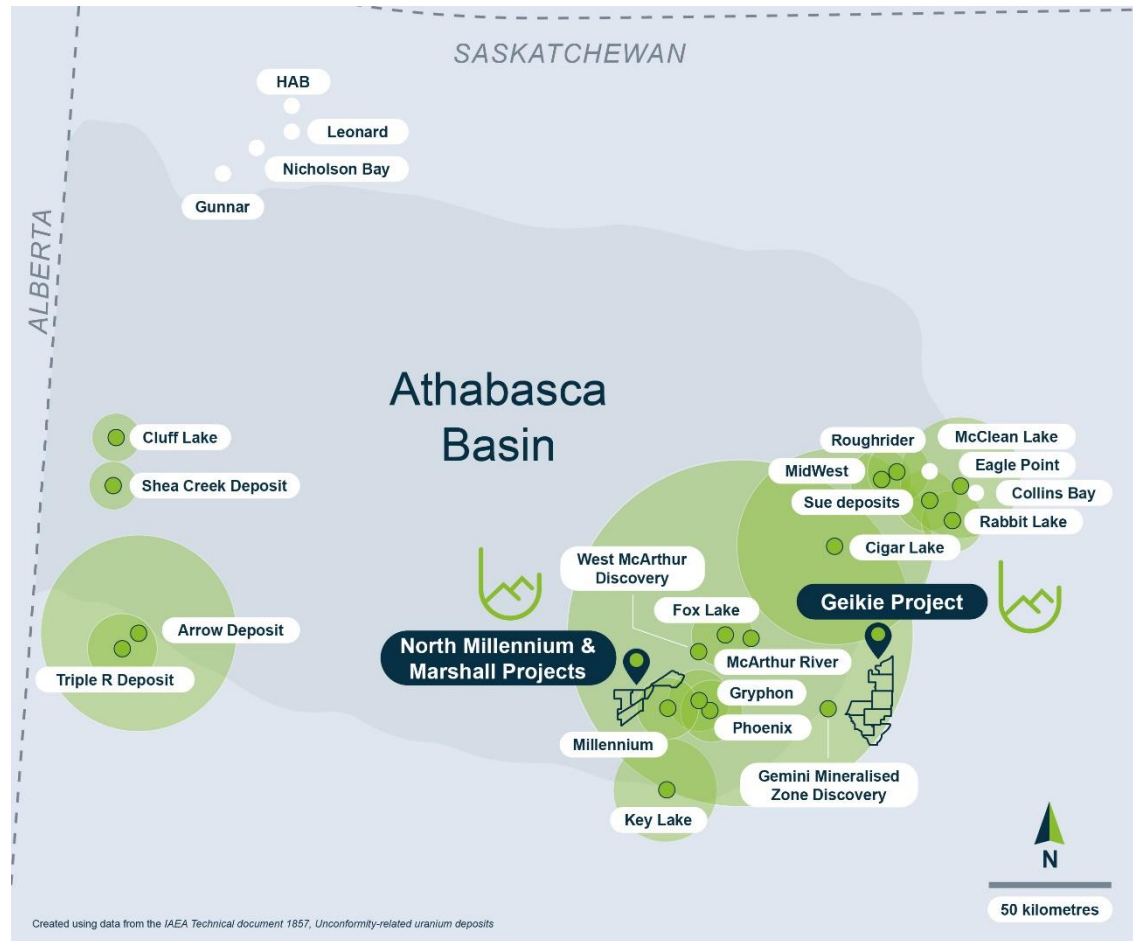 SASKATCHEWAN
HAB
Leonard
Nicholson Bay
Gunnar
ALBERTA
Athabasca
Basin
Cluff Lake
Shea Creek Deposit
Arrow Deposit
Triple R Deposit
Roughrider
McClean Lake
MidWest
Eagle Point
Sue deposits
Collins Bay
Rabbit Lake
Cigar Lake
West McArthur
Discovery
Fox Lake
Geikie Project
North Millennium &
Marshall Projects
McArthur River
Gryphon
Phoenix
Millennium
Gemini Mineralised
Zone Discovery
Key Lake
N
50 kilometres
Created using data from the IAEA Technical document 1857, Unconformity-related uranium deposits